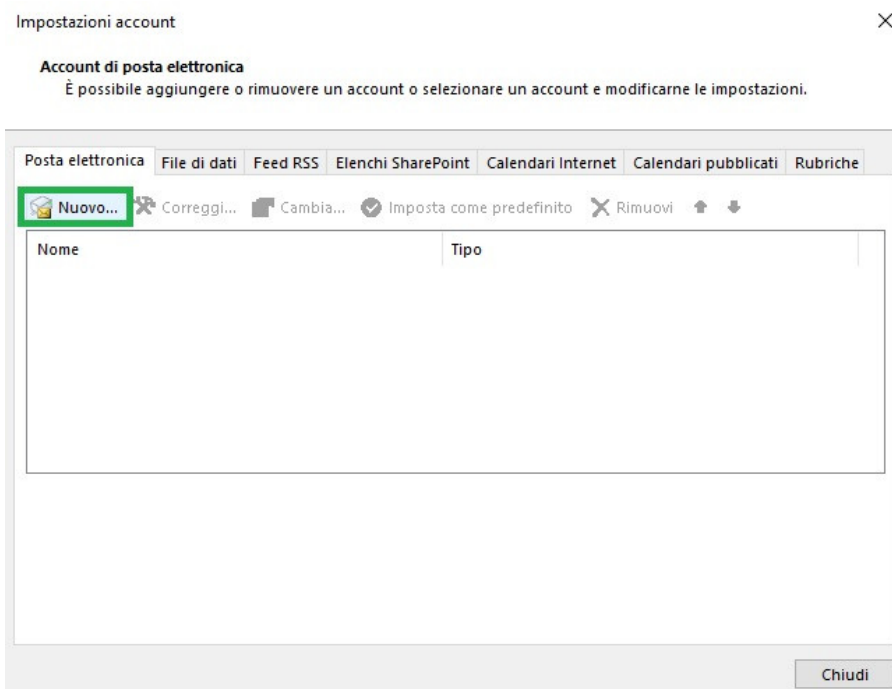 Impostazioni account
Account di posta elettronica
È possibile aggiungere o rimuovere un account o selezionare un account e modificarne le impostazioni.
Posta elettronica File di dati Feed RSS Elenchi SharePoint Calendari Internet Calendari pubblicati Rubriche
Nuovo... Correggi... Cambia... Imposta come predefinito Rimuovi
Nome Tipo
Chiudi